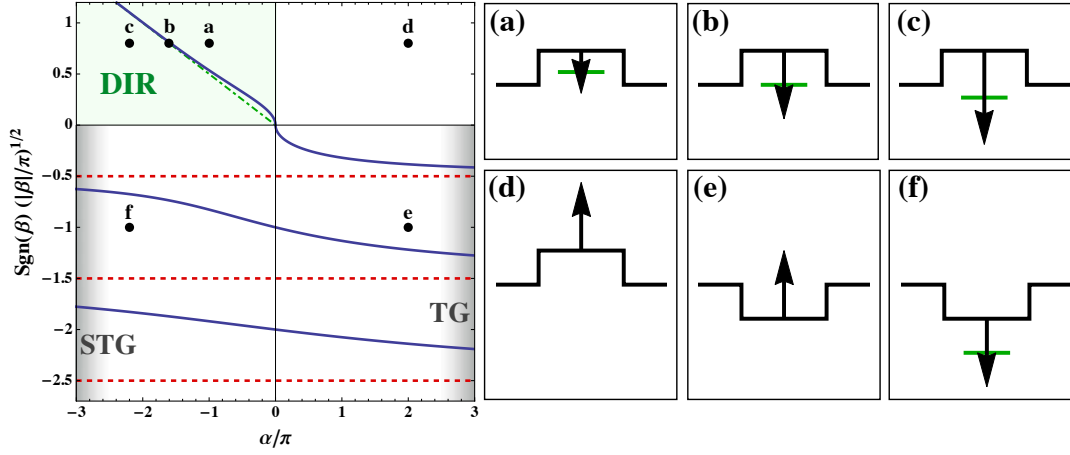 c b a d
DIR
f e
TG
STG
1
0.5
0
−0.5
−1
−1.5
−2
−2.5
−3 −2 −1 0 1 2 3
α/π
Sgn(β) (|β|/π)^{1/2}
(a) (b) (c)
(d) (e) (f)